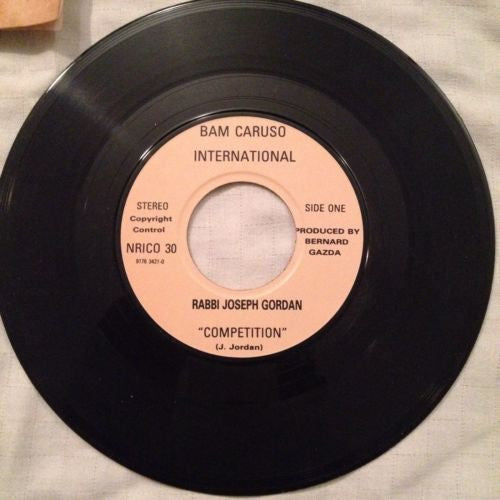 BAM CARUSO
INTERNATIONAL
STEREO
Copyright
Control
NRICO 30
SIDE ONE
PRODUCED BY
BERNARD
GAZDA
RABBI JOSEPH GORDAN
"COMPETITION"
(J. Jordan)